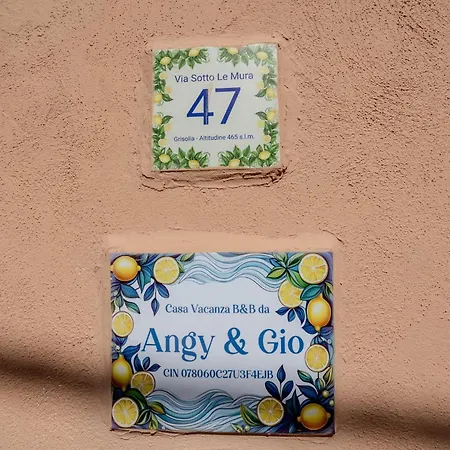 Via Sotto Le Mura
47
Grisolia - Altitudine 465 s.l.m.
Casa Vacanza B&B da
Angy & Gio
CIN 078060C27U3F4EJB